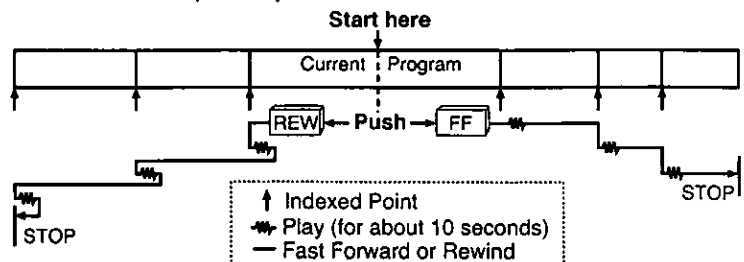 Start here
Current Program
REW Push FF
STOP
STOP
Indexed Point
Play (for about 10 seconds)
Fast Forward or Rewind